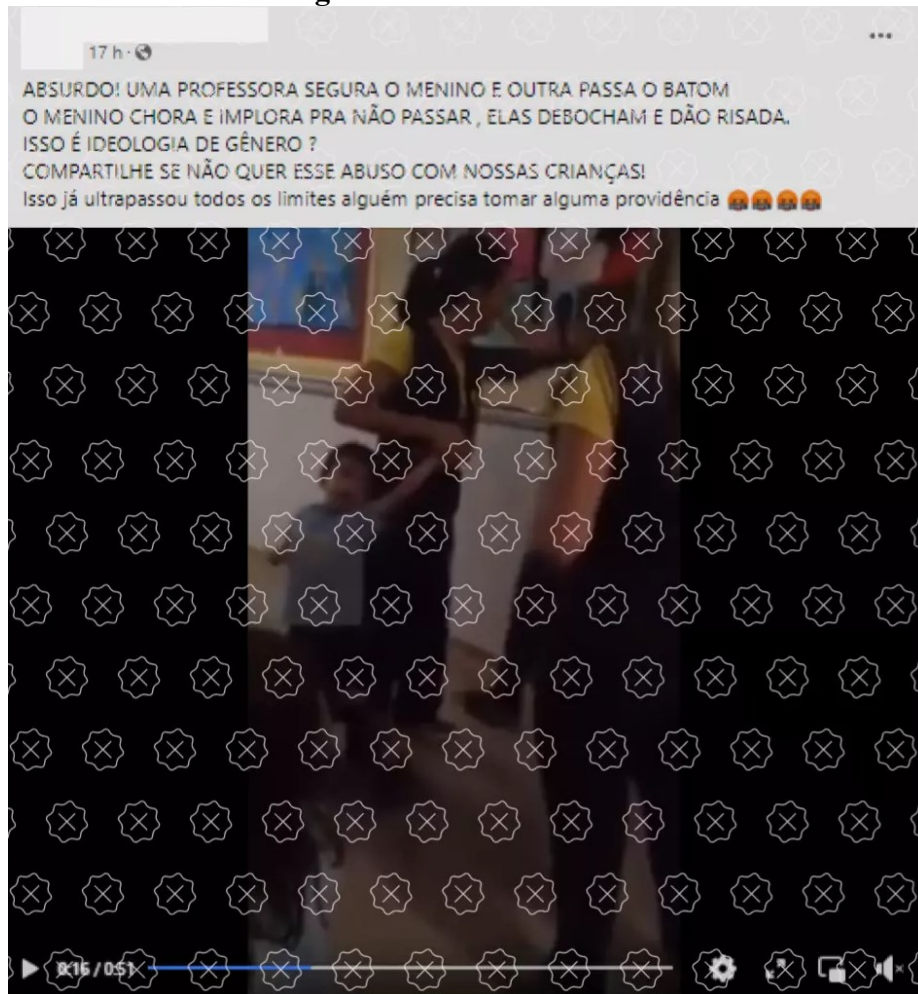 17 h ·
ABSURDO! UMA PROFESSORA SEGURA O MENINO E OUTRA PASSA O BATOM
O MENINO CHORA E IMPLORA PRA NÃO PASSAR , ELAS DEBOCHAM E DÃO RISADA.
ISSO É IDEOLOGIA DE GÊNERO ?
COMPARTILHE SE NÃO QUER ESSE ABUSO COM NOSSAS CRIANÇAS!
Isso já ultrapassou todos os limites alguém precisa tomar alguma providência 🤬🤬🤬🤬
0:16 / 0:51